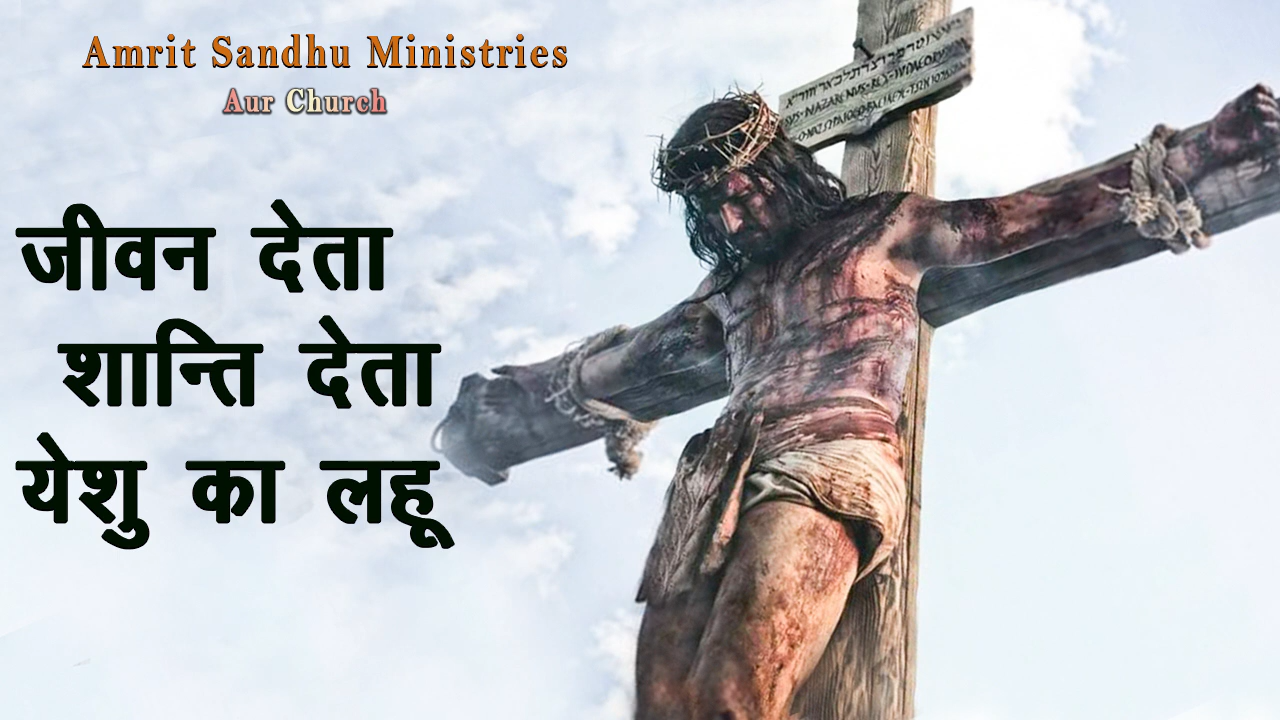 Amrit Sandhu Ministries
Aur Church
जीवन देता
शान्ति देता
येशु का लहू